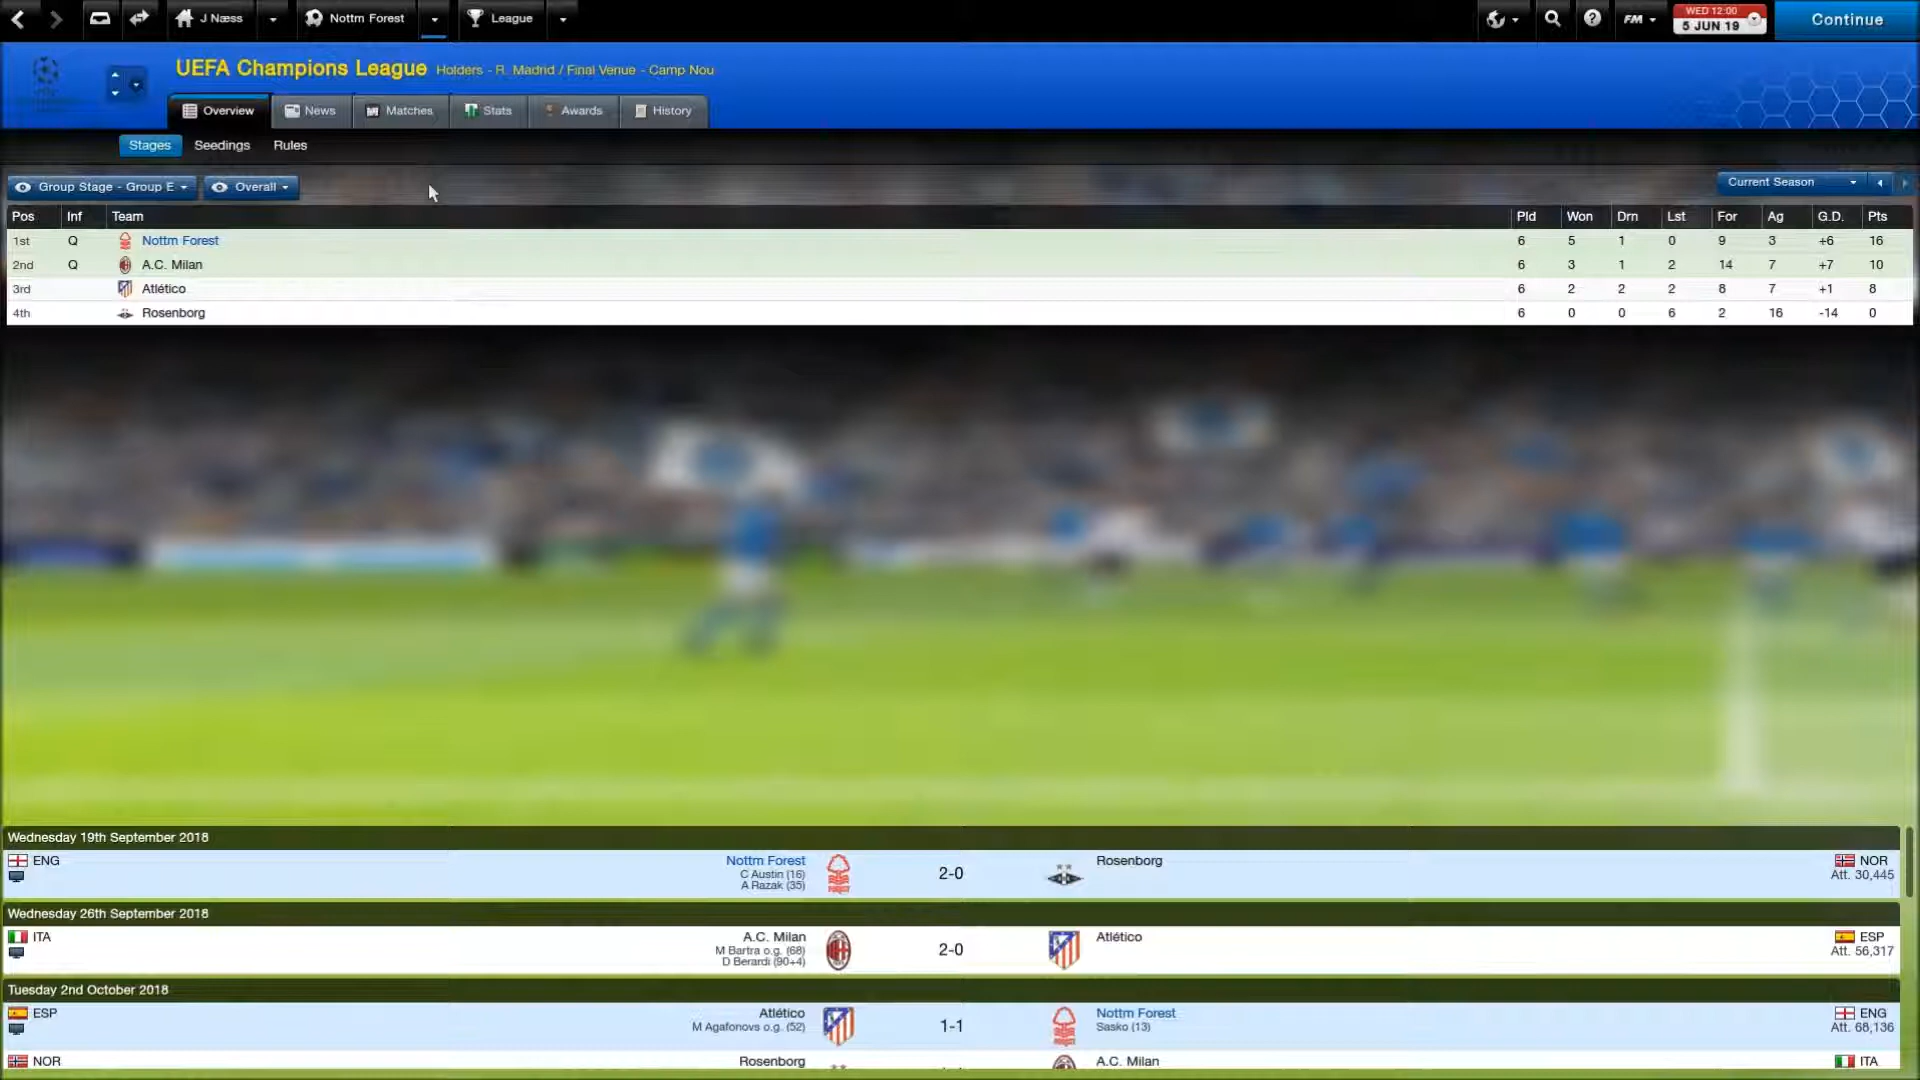 J Næss
Nottm Forest
League
FM
WED 12:00
5 JUN 19
Continue
UEFA Champions League Holders - R. Madrid / Final Venue - Camp Nou
Overview
News
Matches
Stats
Awards
History
Stages
Seedings
Rules
Group Stage - Group E
Overall
Current Season
Pos Inf Team Pld Won Drn Lst For Ag G.D. Pts
1st Q Nottm Forest 6 5 1 0 9 3 +6 16
2nd Q A.C. Milan 6 3 1 2 14 7 +7 10
3rd Atlético 6 2 2 2 8 7 +1 8
4th Rosenborg 6 0 0 6 2 16 -14 0
Wednesday 19th September 2018
ENG Nottm Forest 2-0 Rosenborg NOR
C Austin (16) Att. 30,445
A Razak (35)
Wednesday 26th September 2018
ITA A.C. Milan 2-0 Atlético ESP
M Bartra o.g. (68) Att. 56,317
D Berardi (90+4)
Tuesday 2nd October 2018
ESP Atlético 1-1 Nottm Forest ENG
M Agafonovs o.g. (52) Sasko (13) Att. 68,136
NOR Rosenborg A.C. Milan ITA